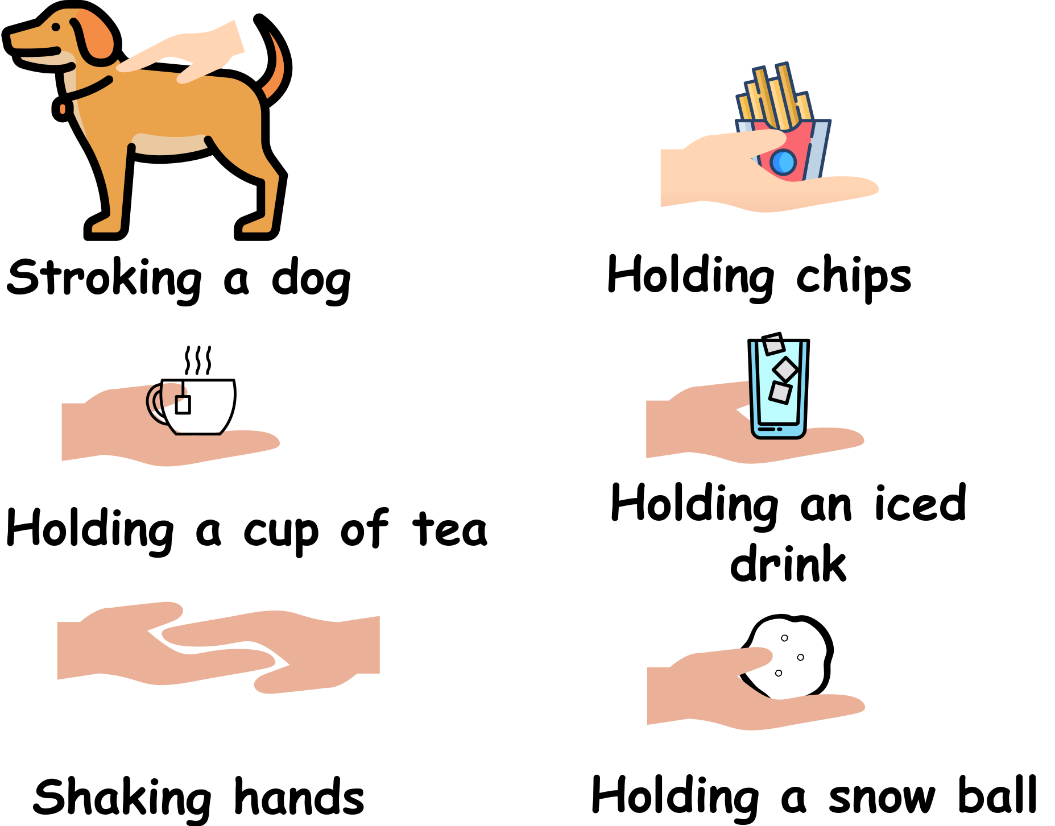 Stroking a dog
Holding chips
Holding a cup of tea
Holding an iced
drink
Shaking hands
Holding a snow ball